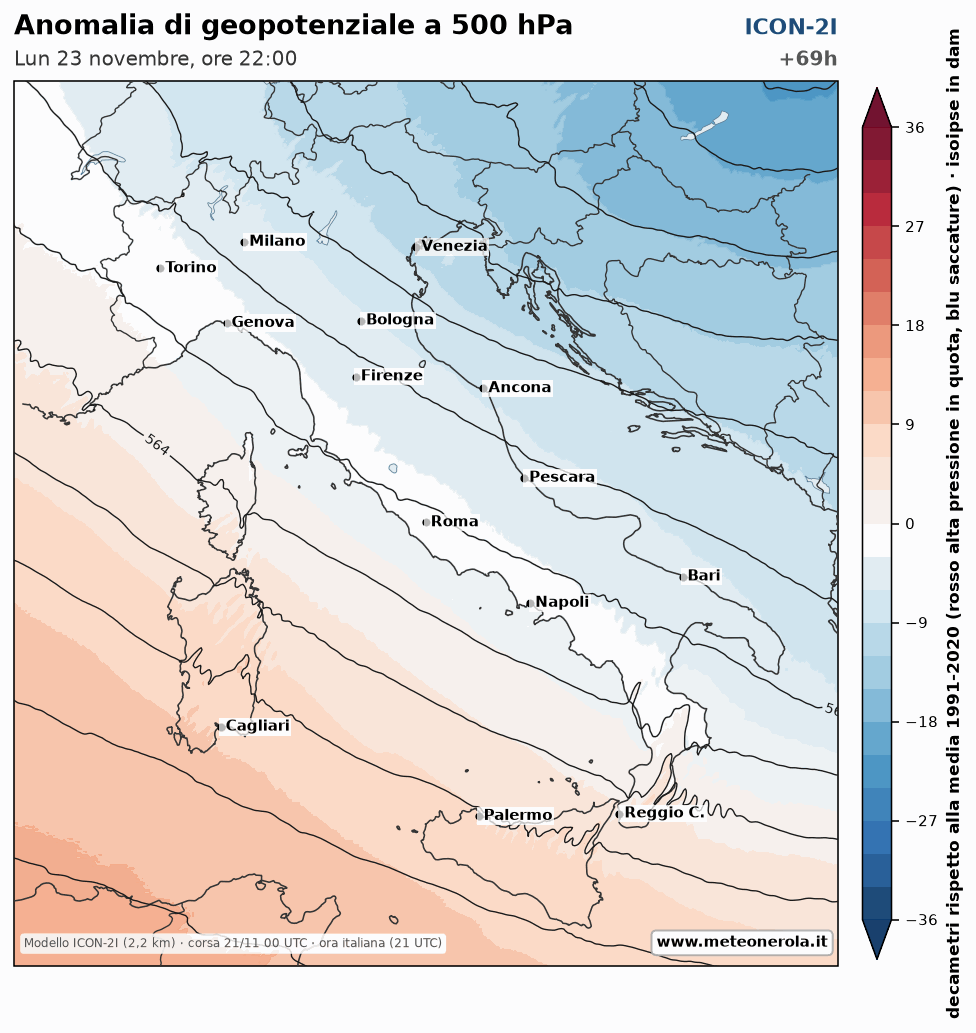 Anomalia di geopotenziale a 500 hPa
ICON-2I
Lun 23 novembre, ore 22:00
+69h
Milano
Venezia
Torino
Genova
Bologna
Firenze
Ancona
564
Pescara
Roma
Bari
Napoli
56
Cagliari
Palermo
Reggio C.
Modello ICON-2I (2,2 km) · corsa 21/11 00 UTC · ora italiana (21 UTC)
www.meteonerola.it
36
27
18
9
0
−9
−18
−27
−36
decametri rispetto alla media 1991-2020 (rosso alta pressione in quota, blu saccature) · isoipse in dam